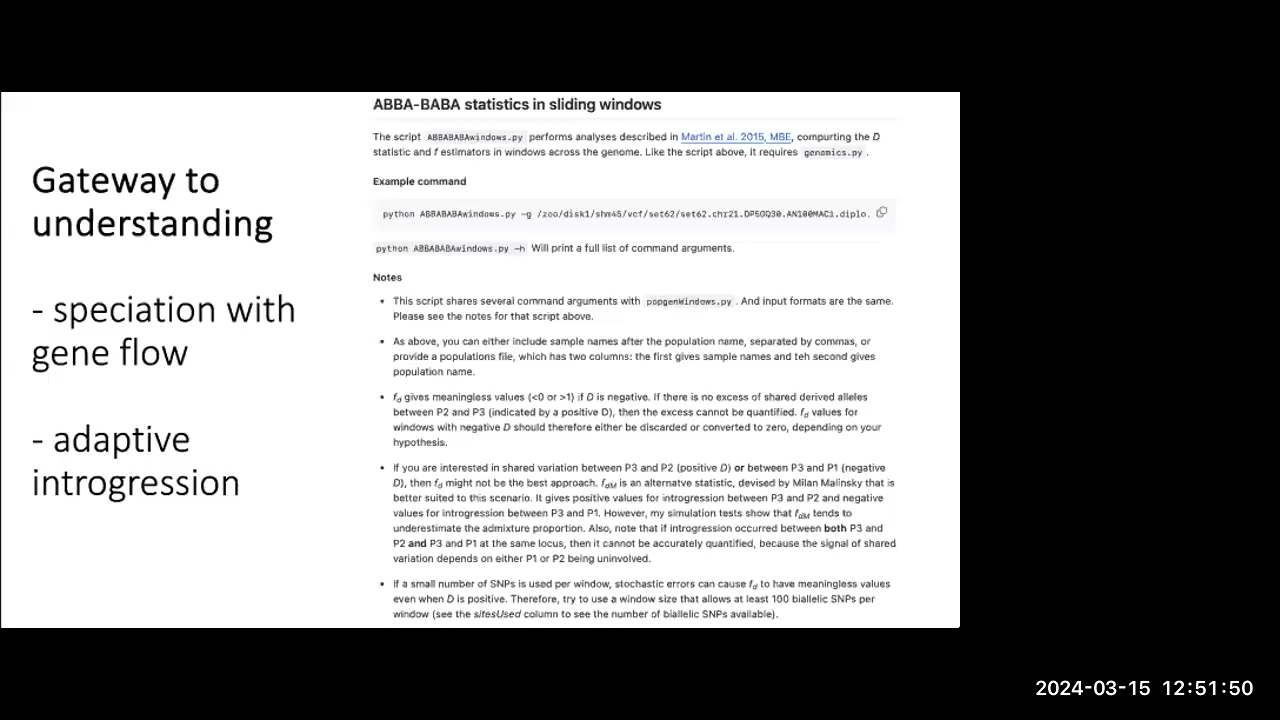 Gateway to
understanding
- speciation with
gene flow
- adaptive
introgression
ABBA-BABA statistics in sliding windows
The script ABBABABAwindows.py performs analyses described in Martin et al. 2015, MBE, compurting the D
statistic and f estimators in windows across the genome. Like the script above, it requires genomics.py.
Example command
python ABBABABAwindows.py -g /zoo/disk1/shm45/vcf/set62/set62.chr21.DP5GQ30.AN100MAC1.diplo.
python ABBABABAwindows.py -h Will print a full list of command arguments.
Notes
• This script shares several command arguments with popgenWindows.py. And input formats are the same.
Please see the notes for that script above.
• As above, you can either include sample names after the population name, separated by commas, or
provide a populations file, which has two columns: the first gives sample names and teh second gives
population name.
• fd gives meaningless values (<0 or >1) if D is negative. If there is no excess of shared derived alleles
between P2 and P3 (indicated by a positive D), then the excess cannot be quantified. fd values for
windows with negative D should therefore either be discarded or converted to zero, depending on your
hypothesis.
• If you are interested in shared variation between P3 and P2 (positive D) or between P3 and P1 (negative
D), then fd might not be the best approach. fdM is an alternatve statistic, devised by Milan Malinsky that is
better suited to this scenario. It gives positive values for introgression between P3 and P2 and negative
values for introgression between P3 and P1. However, my simulation tests show that fdM tends to
underestimate the admixture proportion. Also, note that if introgression occurred between both P3 and
P2 and P3 and P1 at the same locus, then it cannot be accurately quantified, because the signal of shared
variation depends on either P1 or P2 being uninvolved.
• If a small number of SNPs is used per window, stochastic errors can cause fd to have meaningless values
even when D is positive. Therefore, try to use a window size that allows at least 100 biallelic SNPs per
window (see the sitesUsed column to see the number of biallelic SNPs available).
2024-03-15 12:51:50